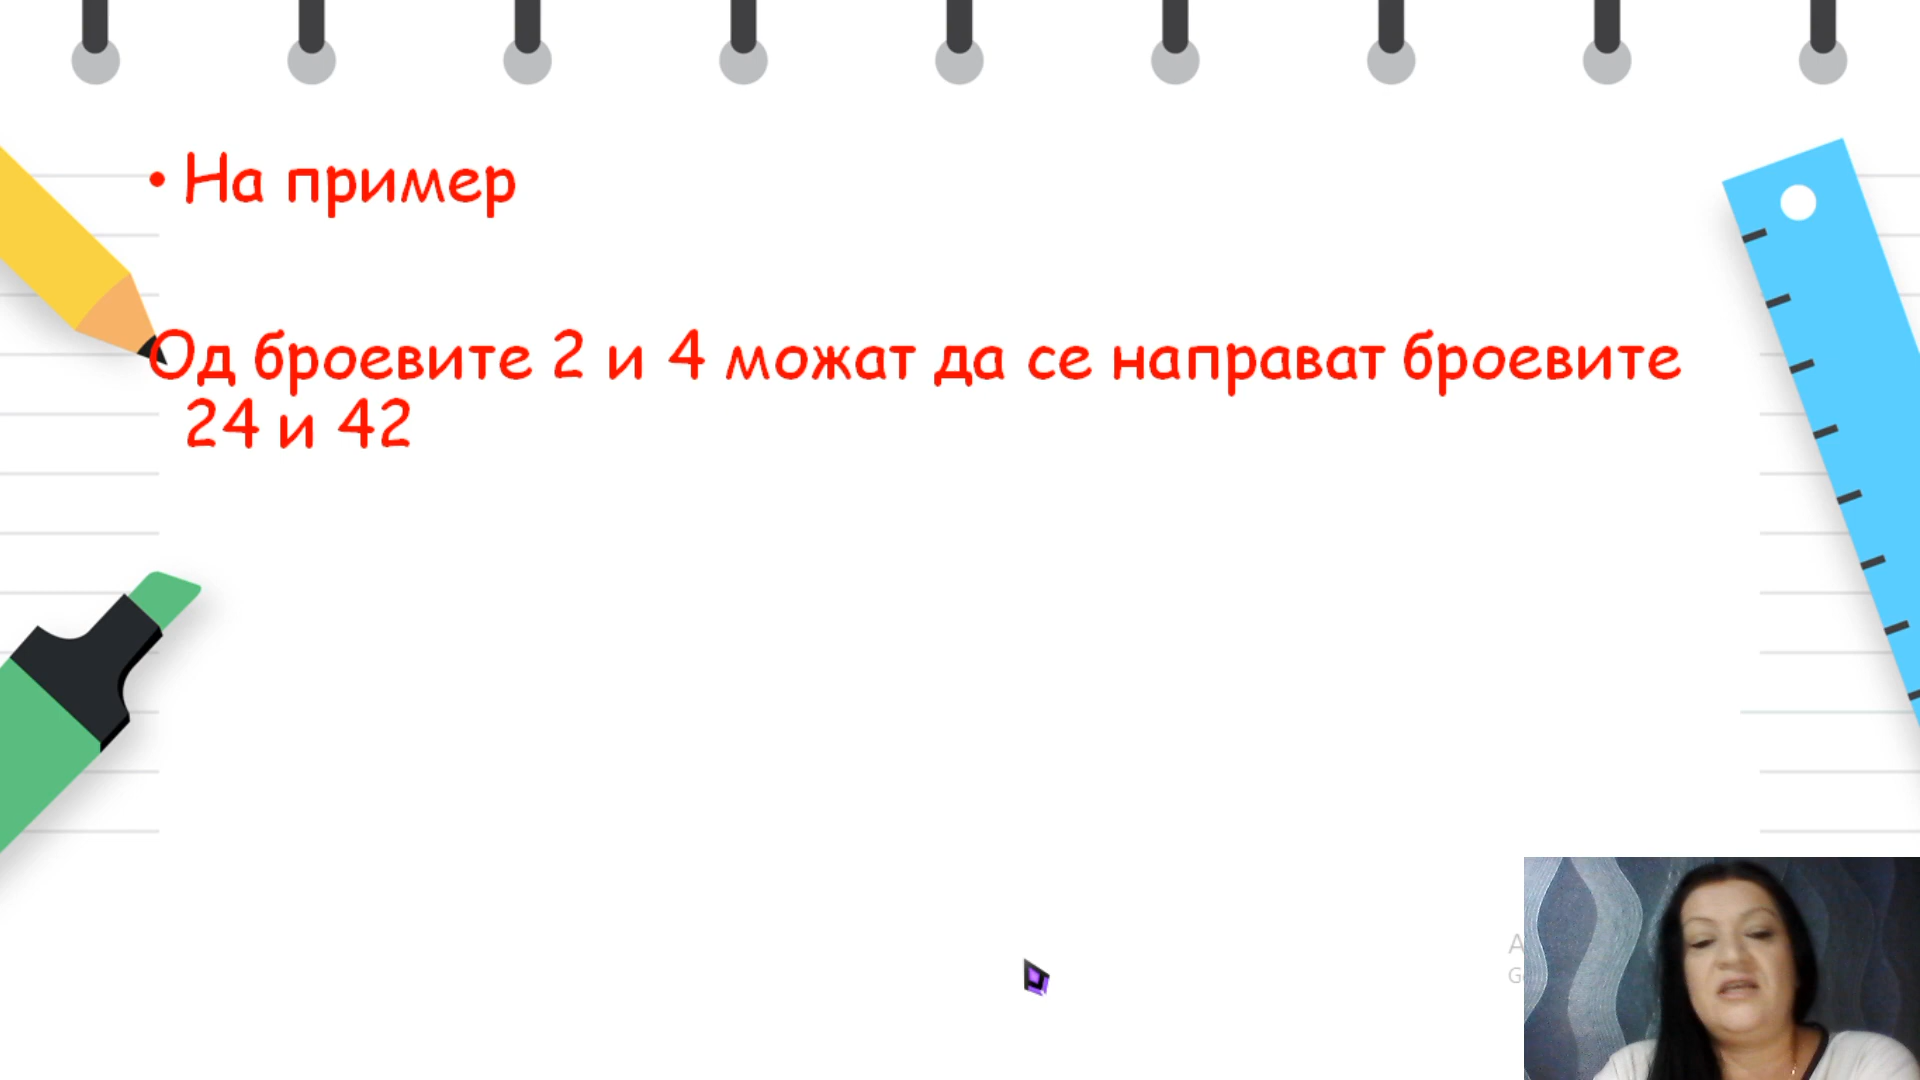 • На пример
Од броевите 2 и 4 можат да се направат броевите
24 и 42